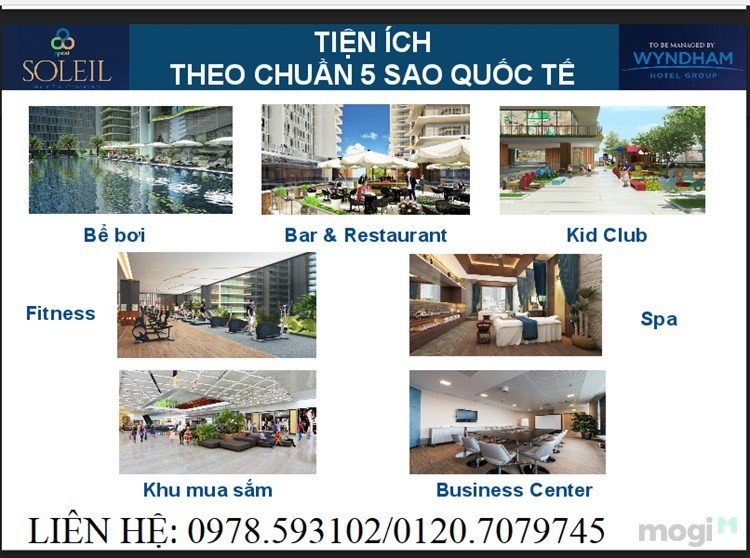 SOLEIL
TIỆN ÍCH
THEO CHUẨN 5 SAO QUỐC TẾ
TO BE MANAGED BY
WYNDHAM
HOTEL GROUP
Bể bơi
Bar & Restaurant
Kid Club
Fitness
Spa
Khu mua sắm
Business Center
LIÊN HỆ: 0978.593102/0120.7079745
mogi